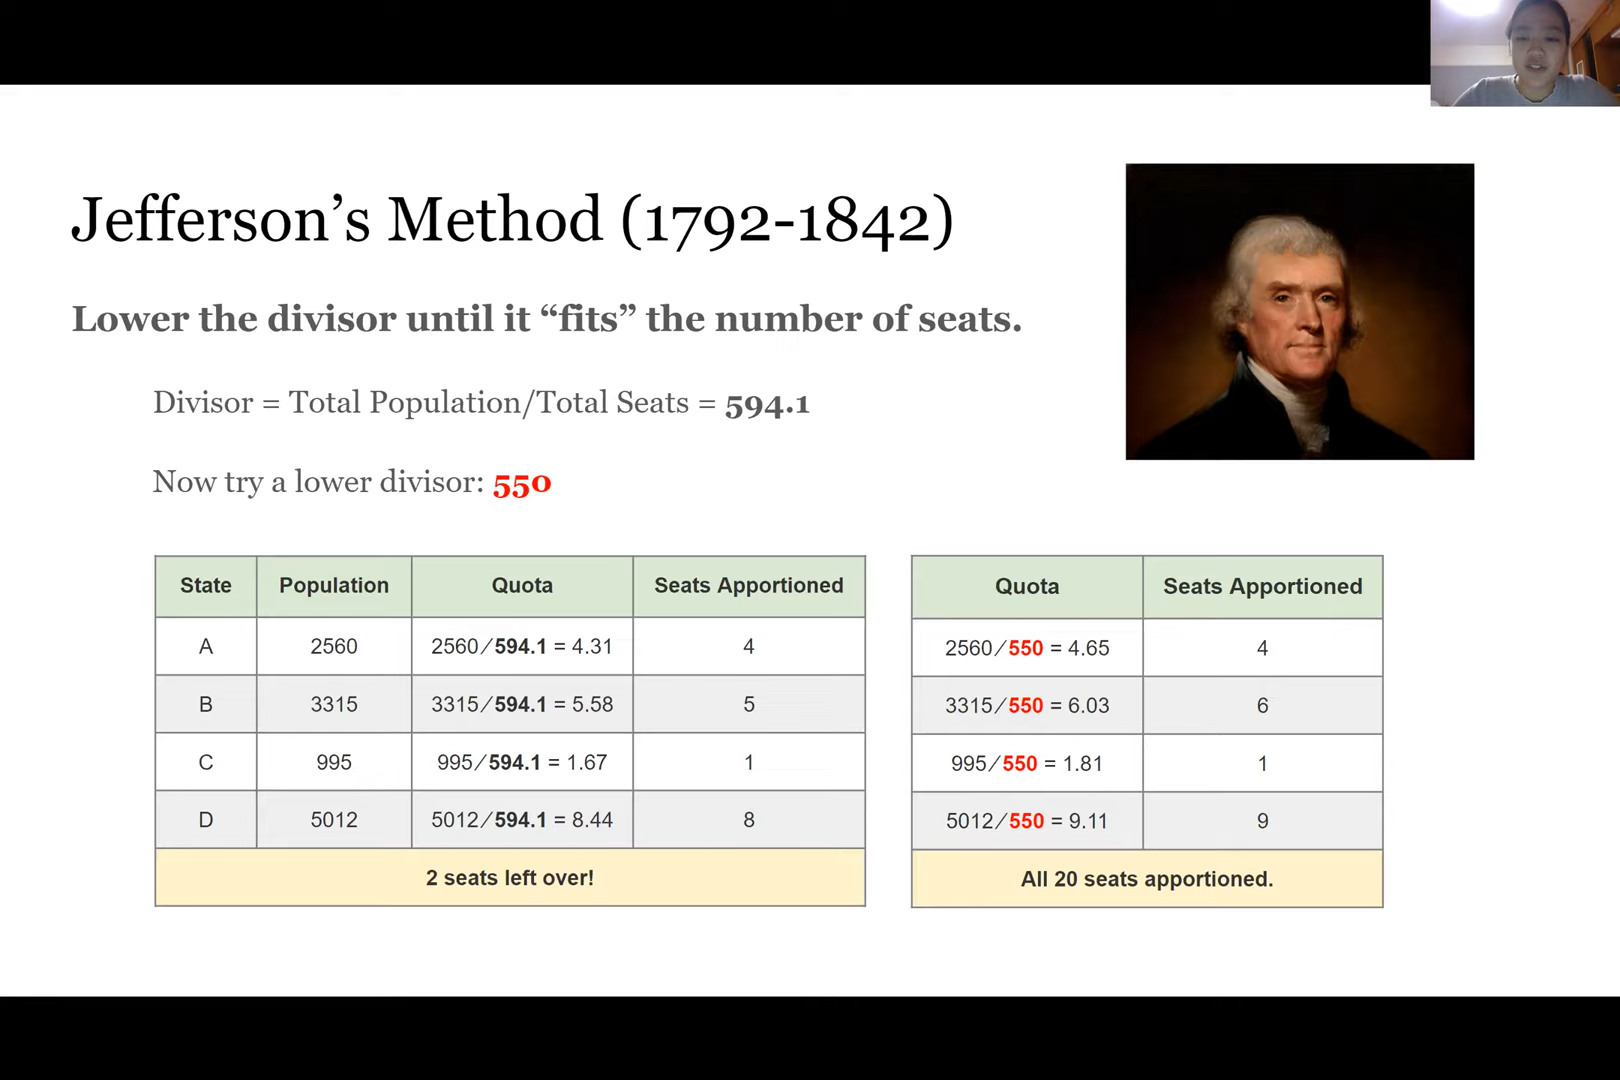 Jefferson’s Method (1792-1842)
Lower the divisor until it “fits” the number of seats.
Divisor = Total Population/Total Seats = 594.1
Now try a lower divisor: 550
State Population Quota Seats Apportioned
A 2560 2560/594.1 = 4.31 4
B 3315 3315/594.1 = 5.58 5
C 995 995/594.1 = 1.67 1
D 5012 5012/594.1 = 8.44 8
2 seats left over!
Quota Seats Apportioned
2560/550 = 4.65 4
3315/550 = 6.03 6
995/550 = 1.81 1
5012/550 = 9.11 9
All 20 seats apportioned.